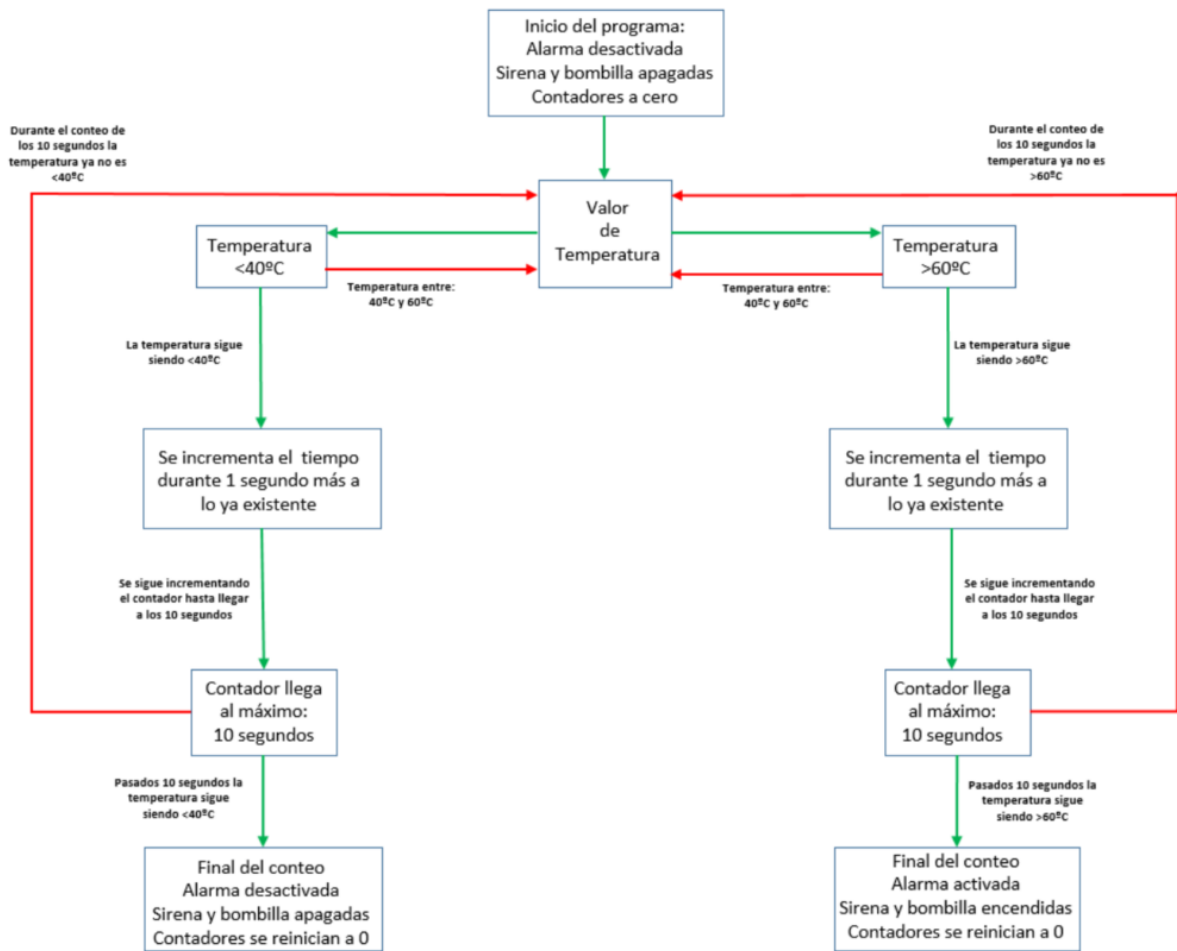 Inicio del programa:
Alarma desactivada
Sirena y bombilla apagadas
Contadores a cero
Durante el conteo de
los 10 segundos la
temperatura ya no es
<40ºC
Durante el conteo de
los 10 segundos la
temperatura ya no es
>60ºC
Valor
de
Temperatura
Temperatura
<40ºC
Temperatura
>60ºC
Temperatura entre:
40ºC y 60ºC
Temperatura entre:
40ºC y 60ºC
La temperatura sigue
siendo <40ºC
La temperatura sigue
siendo >60ºC
Se incrementa el tiempo
durante 1 segundo más a
lo ya existente
Se incrementa el tiempo
durante 1 segundo más a
lo ya existente
Se sigue incrementando
el contador hasta llegar
a los 10 segundos
Se sigue incrementando
el contador hasta llegar
a los 10 segundos
Contador llega
al máximo:
10 segundos
Contador llega
al máximo:
10 segundos
Pasados 10 segundos la
temperatura sigue
siendo <40ºC
Pasados 10 segundos la
temperatura sigue
siendo >60ºC
Final del conteo
Alarma desactivada
Sirena y bombilla apagadas
Contadores se reinician a 0
Final del conteo
Alarma activada
Sirena y bombilla encendidas
Contadores se reinician a 0